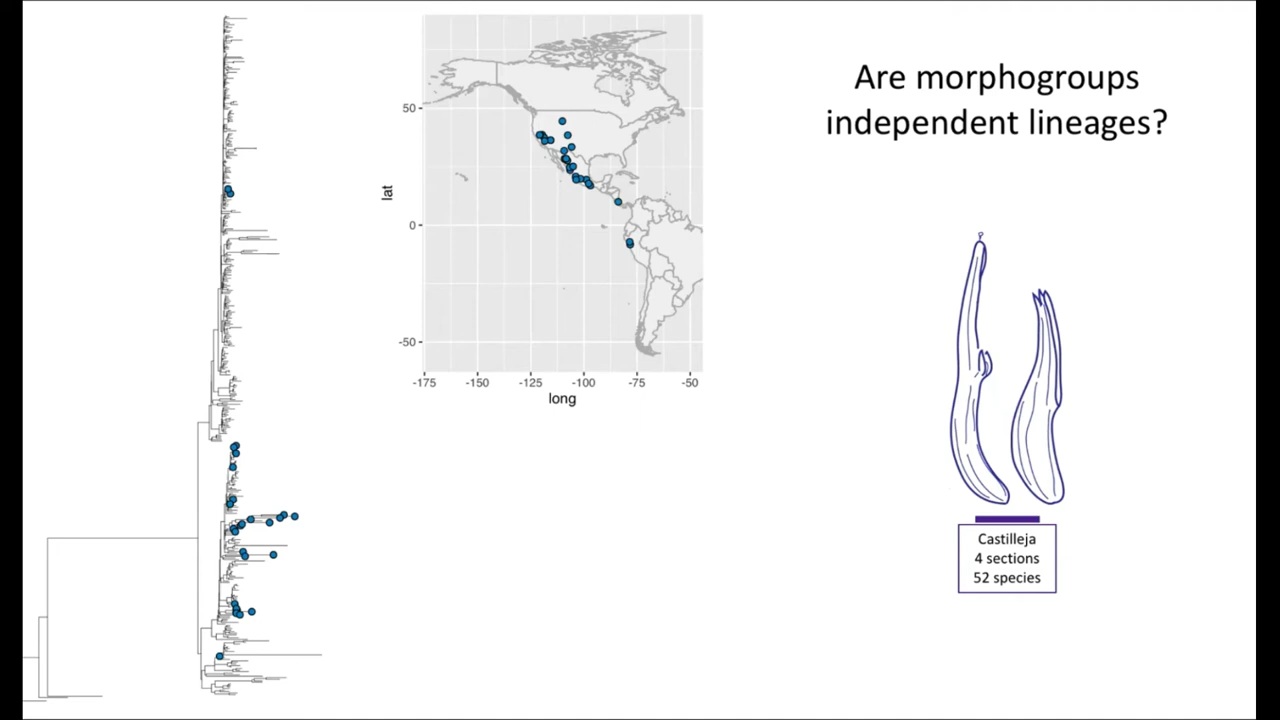 Are morphogroups
independent lineages?
50
0
-50
lat
-175
-150
-125
-100
-75
-50
long
Castilleja
4 sections
52 species